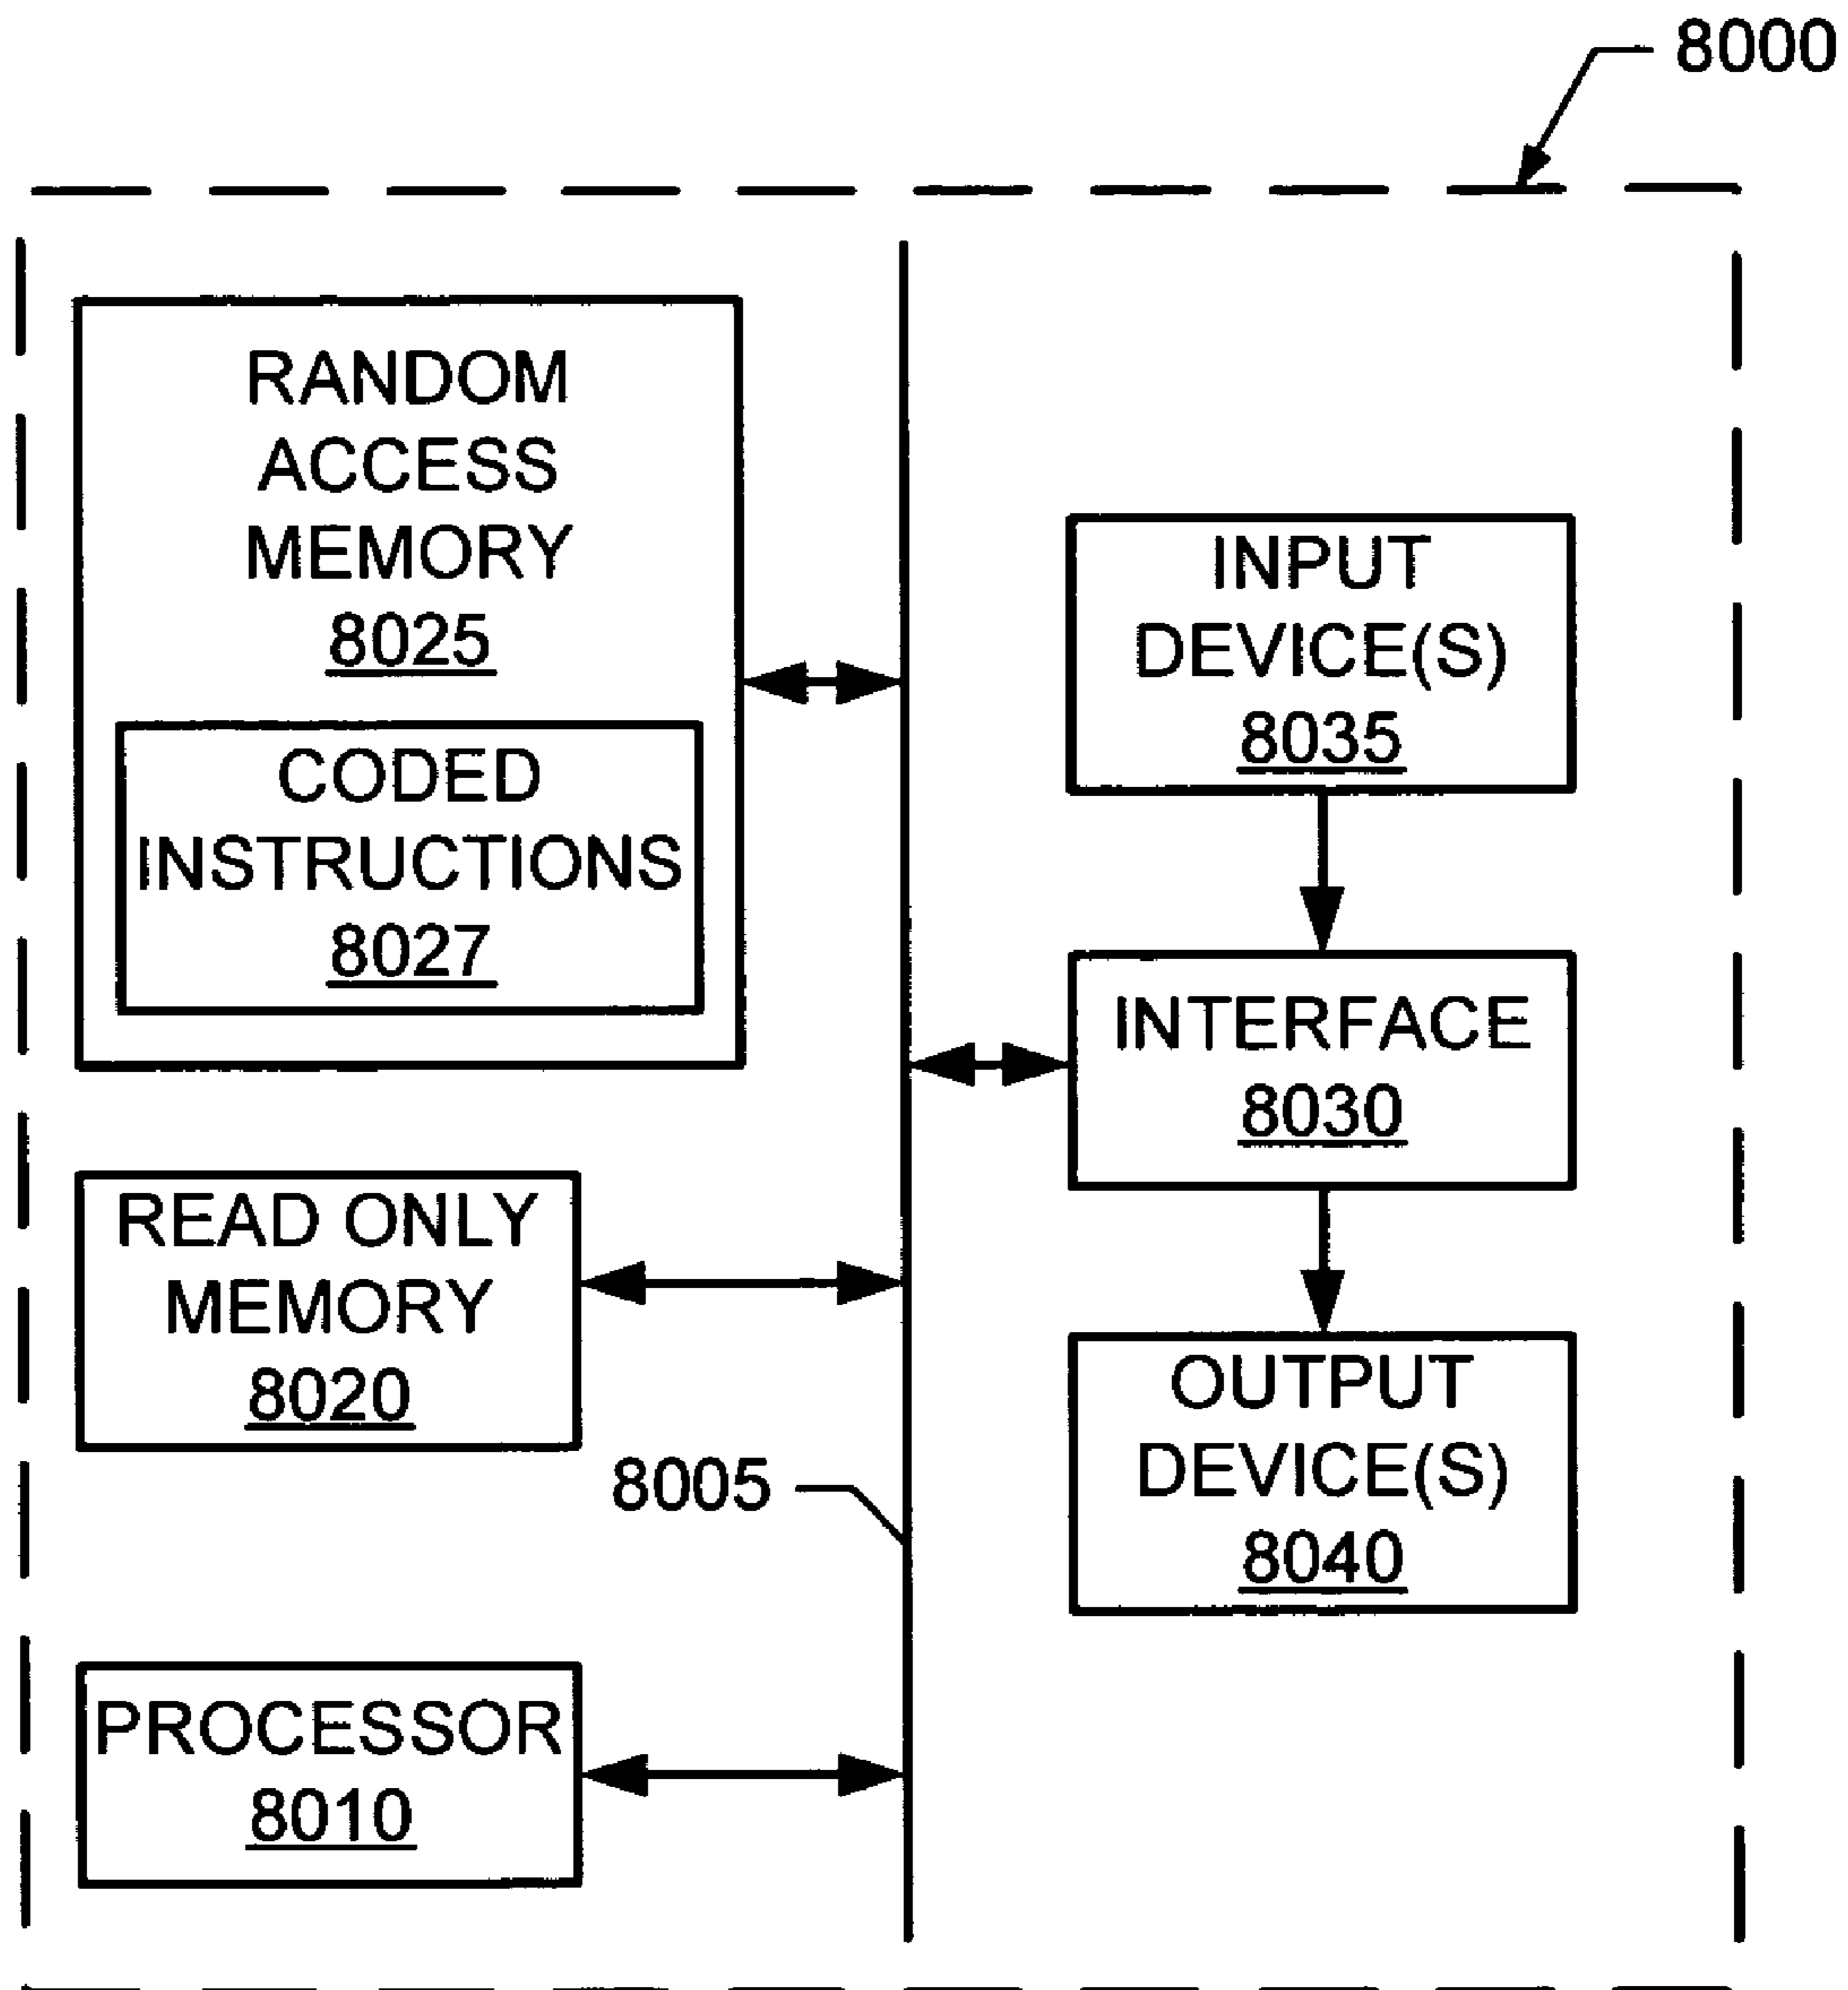 8000
RANDOM
ACCESS
MEMORY
8025
CODED
INSTRUCTIONS
8027
READ ONLY
MEMORY
8020
8005
PROCESSOR
8010
INPUT
DEVICE(S)
8035
INTERFACE
8030
OUTPUT
DEVICE(S)
8040